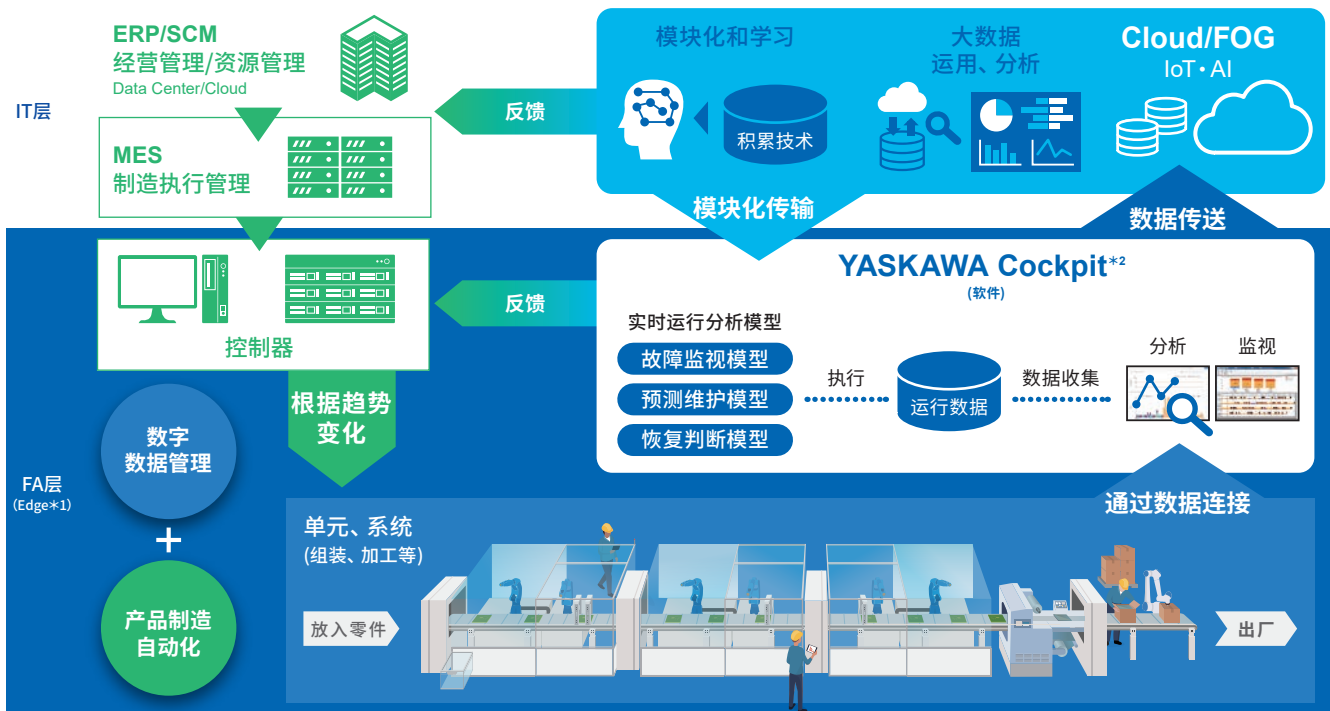 ERP/SCM
经营管理/资源管理
Data Center/Cloud
IT层
MES
制造执行管理
反馈
模块化和学习
积累技术
大数据
运用、分析
Cloud/FOG
IoT・AI
模块化传输
数据传送
控制器
反馈
YASKAWA Cockpit*2
(软件)
实时运行分析模型
故障监视模型
预测维护模型
恢复判断模型
执行
运行数据
数据收集
分析
监视
根据趋势
变化
通过数据连接
FA层
(Edge*1)
数字
数据管理
+
产品制造
自动化
单元、系统
(组装、加工等)
放入零件
出厂